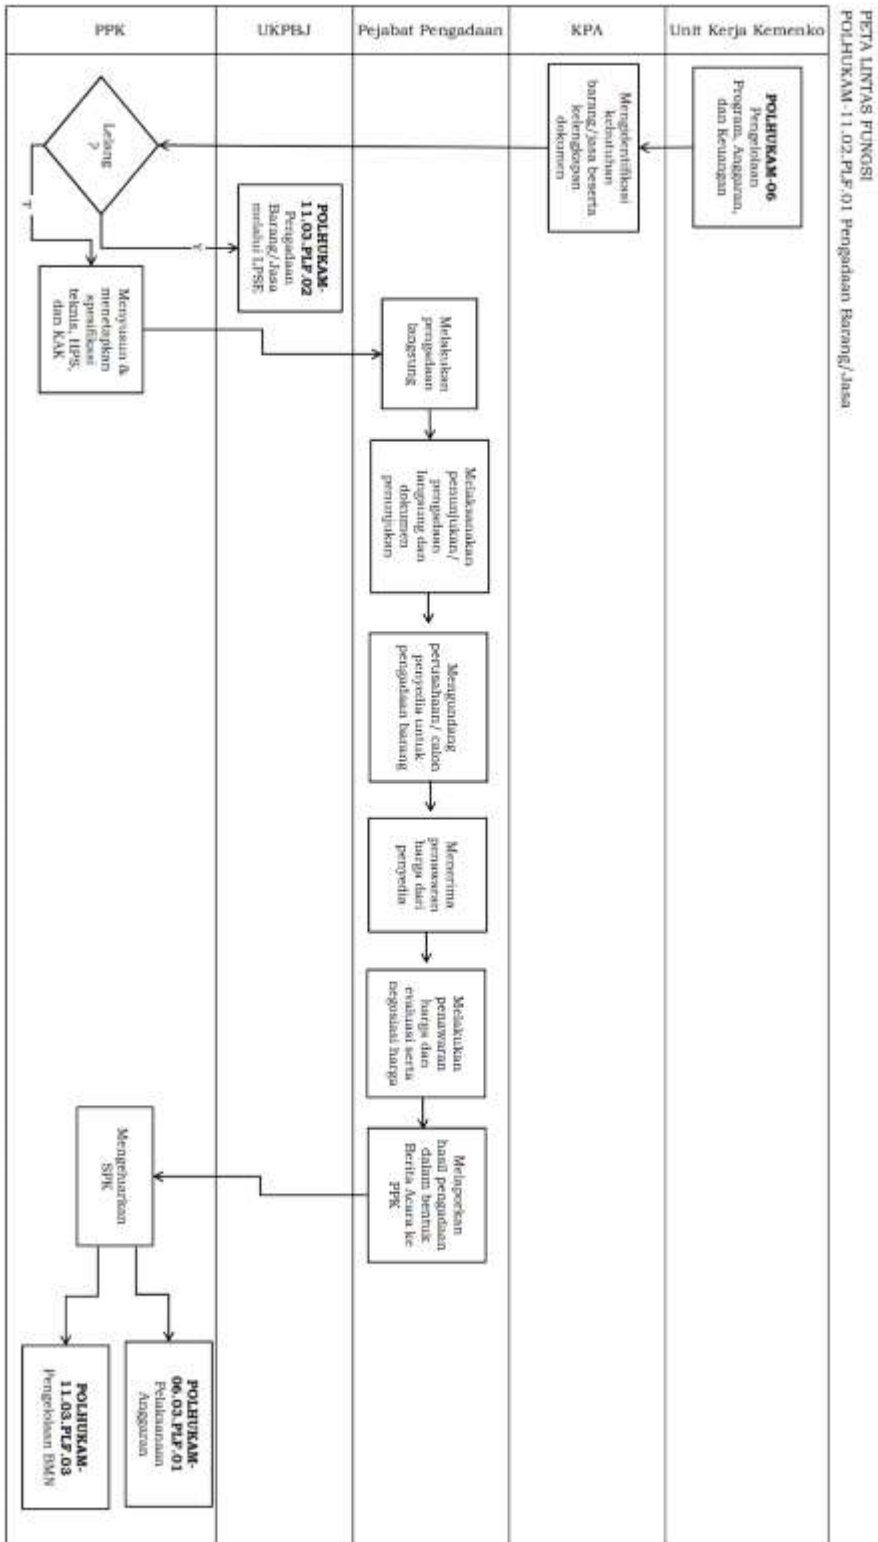 PETA LINTAS FUNGSI
POLHUKAM-11.02.PLF.01 Pengadaan Barang/Jasa
Unit Kerja Kemenko
POLHUKAM-06
Pengelolaan
Program, Anggaran,
dan Keuangan
KPA
Mengidentifikasi
kebutuhan
barang/jasa beserta
kelengkapan
dokumen
Pejabat Pengadaan
Melakukan
pengadaan
langsung
Melaksanakan
penunjukan/
pengadaan
langsung dan
dokumen
penunjukan
Mengundang
perusahaan/ calon
penyedia untuk
pengadaan barang
Menerima
penawaran
harga dari
penyedia
Melakukan
penawaran
harga dan
evaluasi serta
negosiasi harga
Melaporkan
hasil pengadaan
dalam bentuk
Berita Acara ke
PPK
UKPBJ
POLHUKAM-
11.03.PLF.02
Pengadaan
Barang/Jasa
melalui LPSE
PPK
Lelang
?
Y
T
Menyusun &
menetapkan
spesifikasi
teknis, HPS,
dan KAK
Mengeluarkan
SPK
POLHUKAM-
06.03.PLF.01
Pelaksanaan
Anggaran
POLHUKAM-
11.03.PLF.03
Pengelolaan BMN